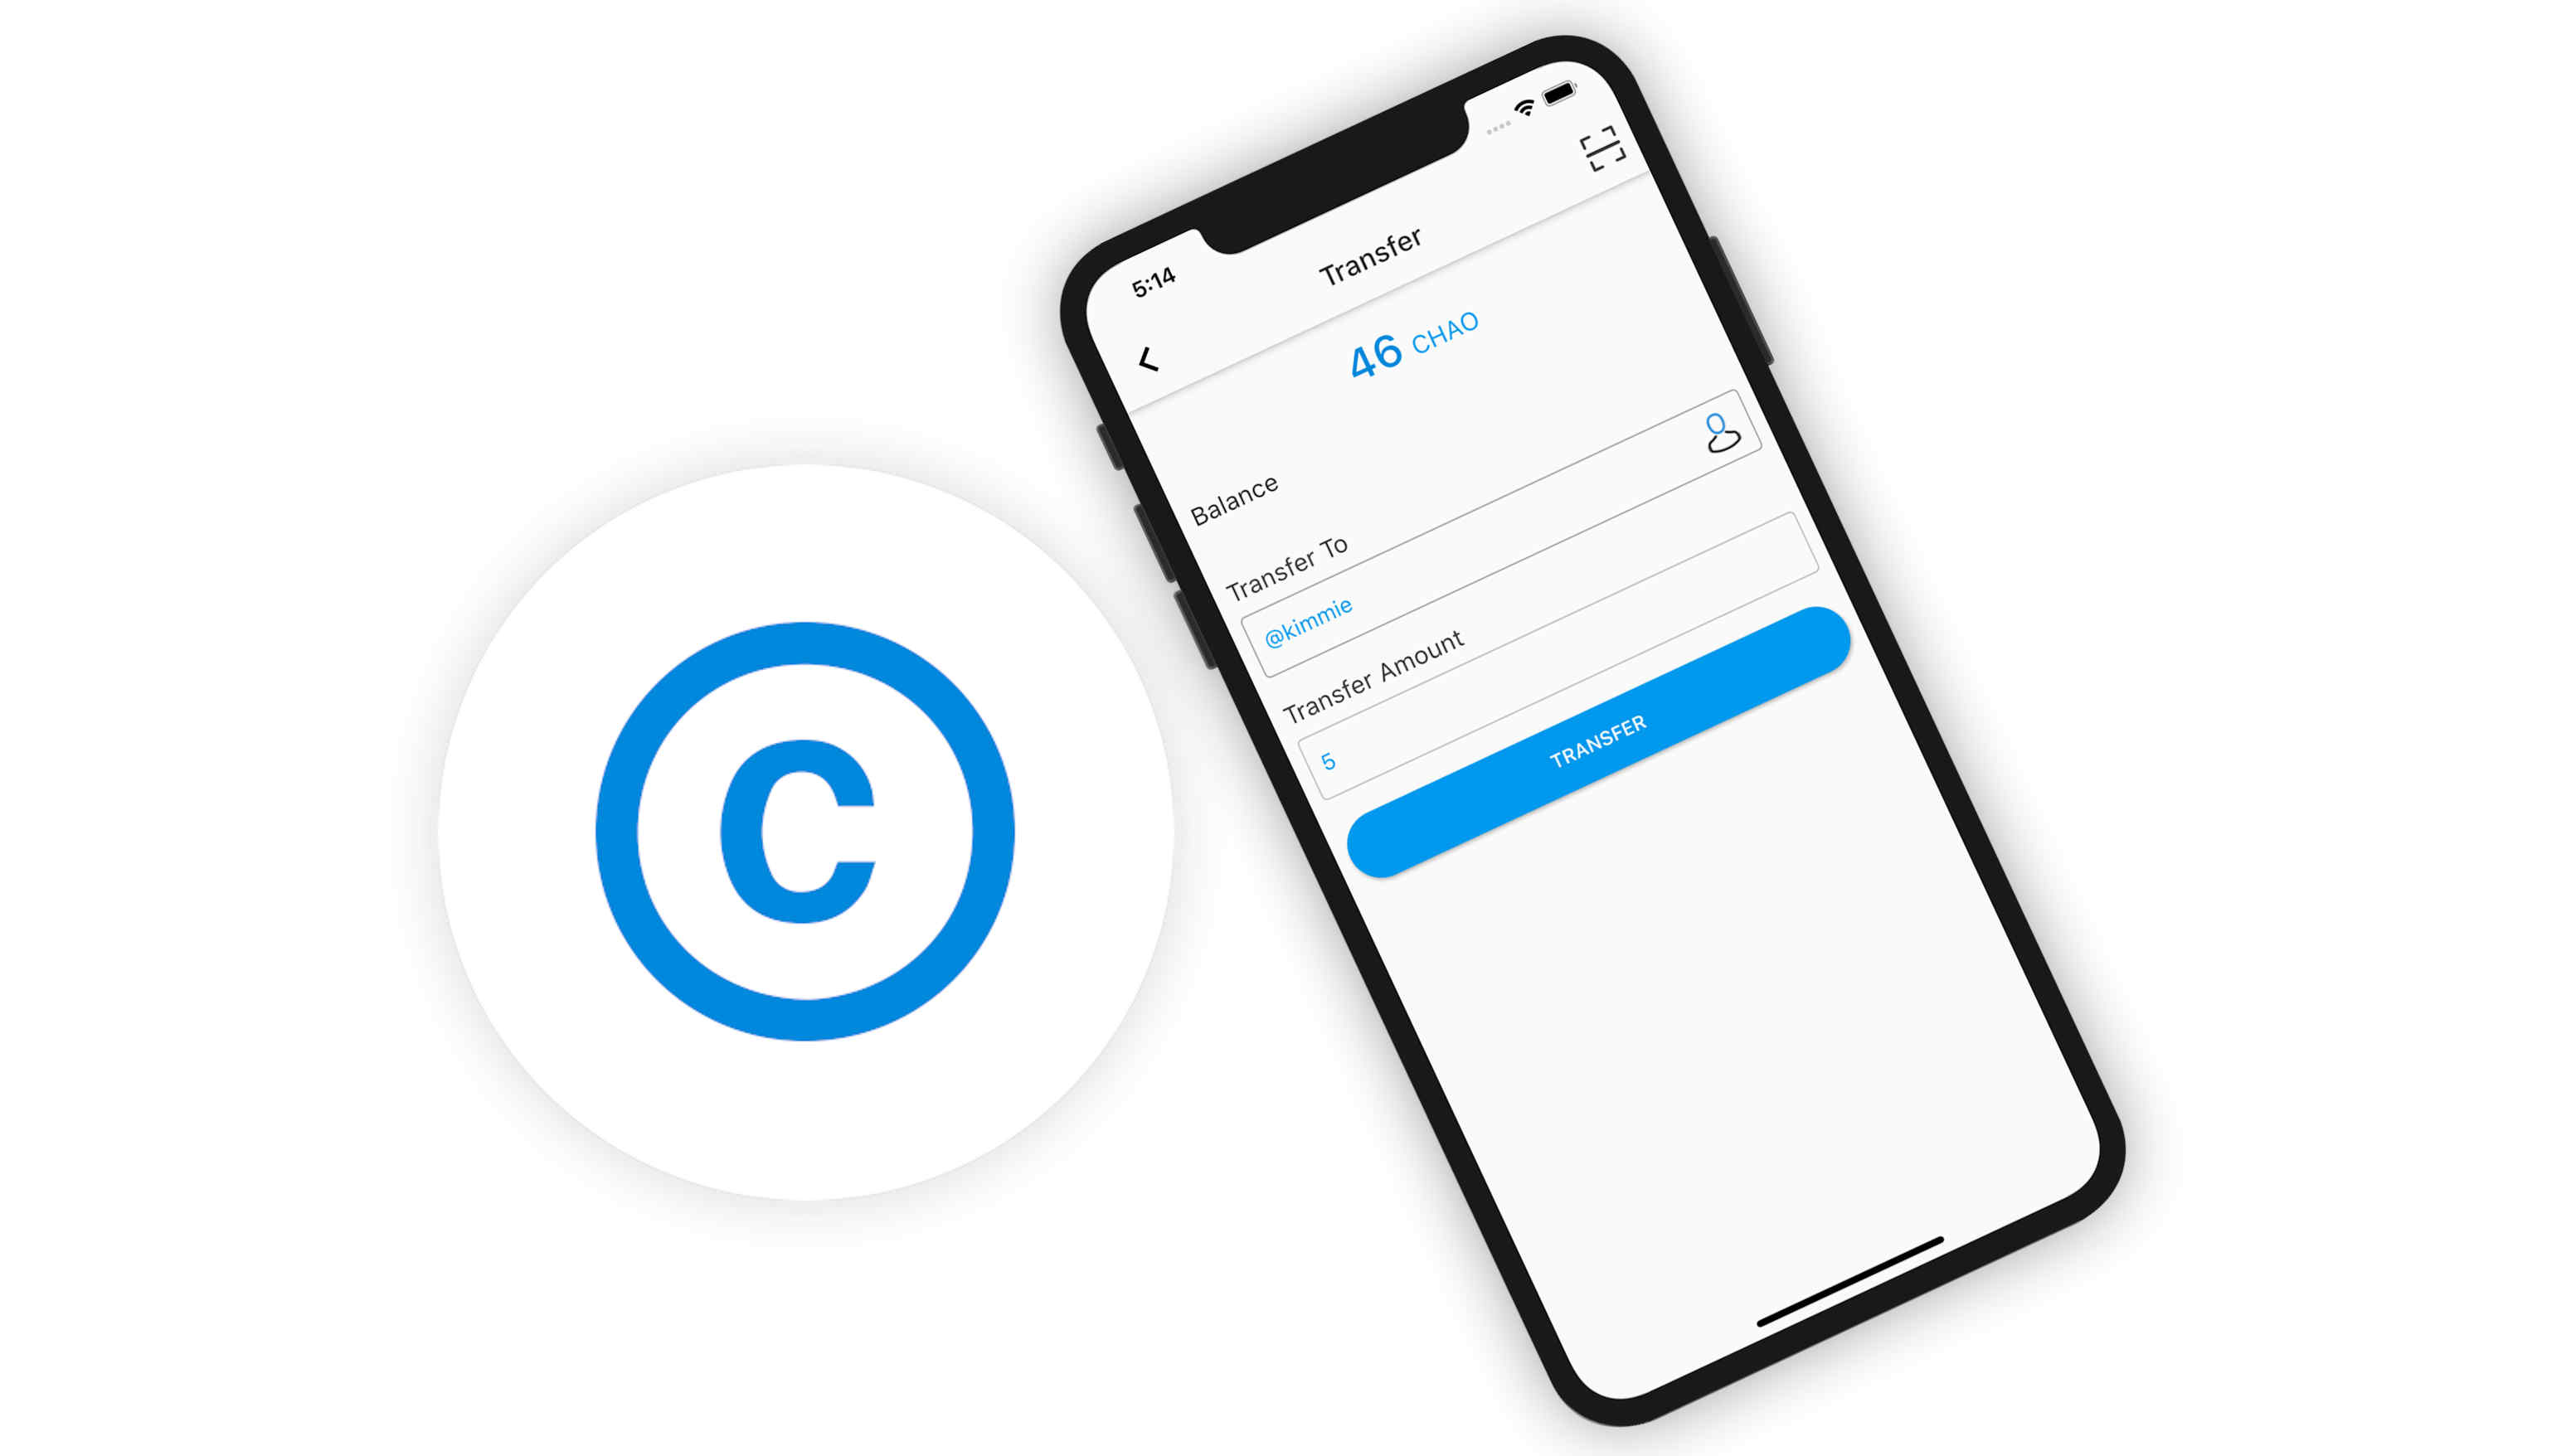 ©
5:14
Transfer
46 CHAO
Balance
Transfer To
@kimmie
Transfer Amount
5
TRANSFER